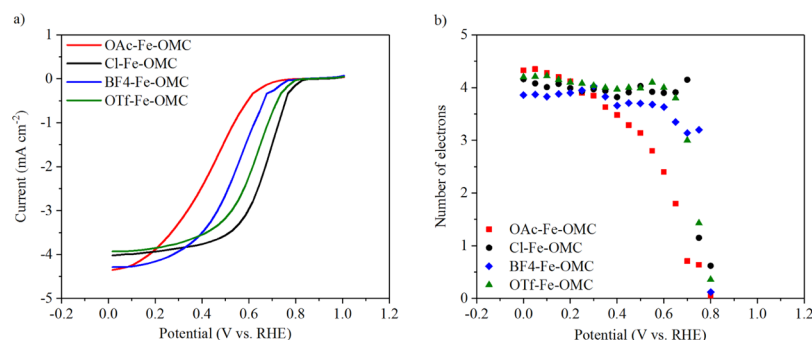 a)
OAc-Fe-OMC
Cl-Fe-OMC
BF4-Fe-OMC
OTf-Fe-OMC
1
0
-1
-2
-3
-4
-5
-0.2
0.0
0.2
0.4
0.6
0.8
1.0
1.2
Current (mA cm⁻²)
Potential (V vs. RHE)
b)
5
4
3
2
1
0
OAc-Fe-OMC
Cl-Fe-OMC
BF4-Fe-OMC
OTf-Fe-OMC
-0.2
0.0
0.2
0.4
0.6
0.8
1.0
1.2
Number of electrons
Potential (V vs. RHE)